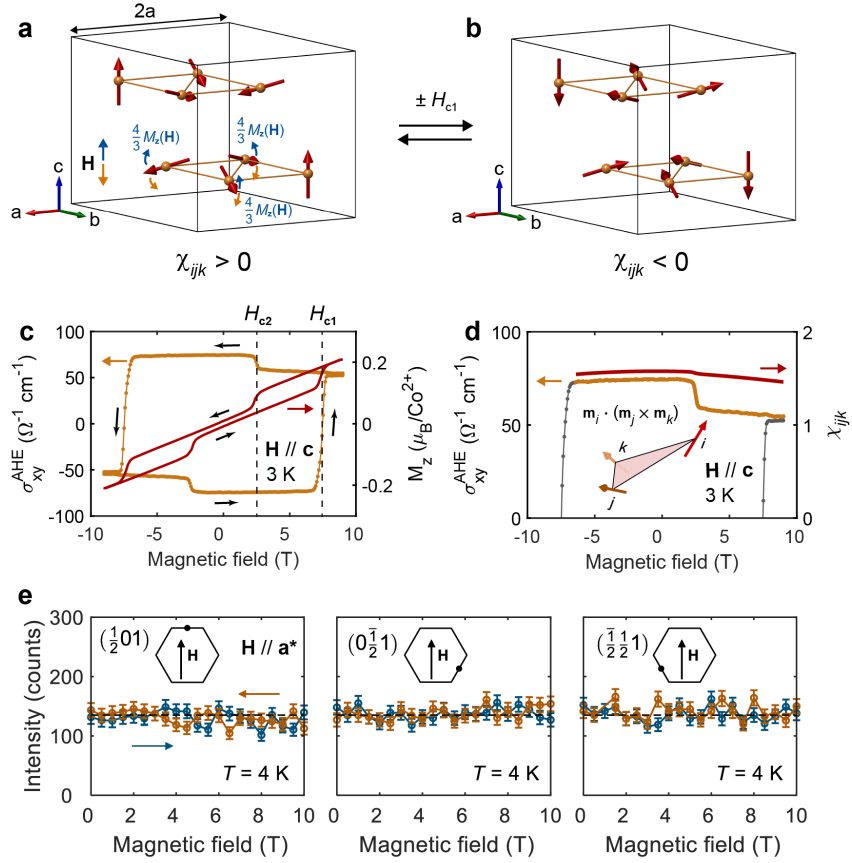 a
2a
4/3 M_z(H)
4/3 M_z(H)
H
4/3 M_z(H)
c
a
b
χ_ijk > 0
± H_c1
b
c
a
b
χ_ijk < 0
c
H_c2
H_c1
100
75
50
0
-50
-75
-100
σ_xy^AHE (Ω⁻¹ cm⁻¹)
0.2
0
-0.2
M_z (μ_B/Co²⁺)
H // c
3 K
-10 -5 0 5 10
Magnetic field (T)
d
100
75
50
0
σ_xy^AHE (Ω⁻¹ cm⁻¹)
2
1
0
χ_ijk
m_i · (m_j × m_k)
k
i
j
H // c
3 K
-10 -5 0 5 10
Magnetic field (T)
e
300
200
100
0
Intensity (counts)
(1/2 0 1)
H
H // a*
T = 4 K
0 2 4 6 8 10
Magnetic field (T)
(0 1̅/2 1)
H
T = 4 K
0 2 4 6 8 10
Magnetic field (T)
(1̅/2 1/2 1)
H
T = 4 K
0 2 4 6 8 10
Magnetic field (T)